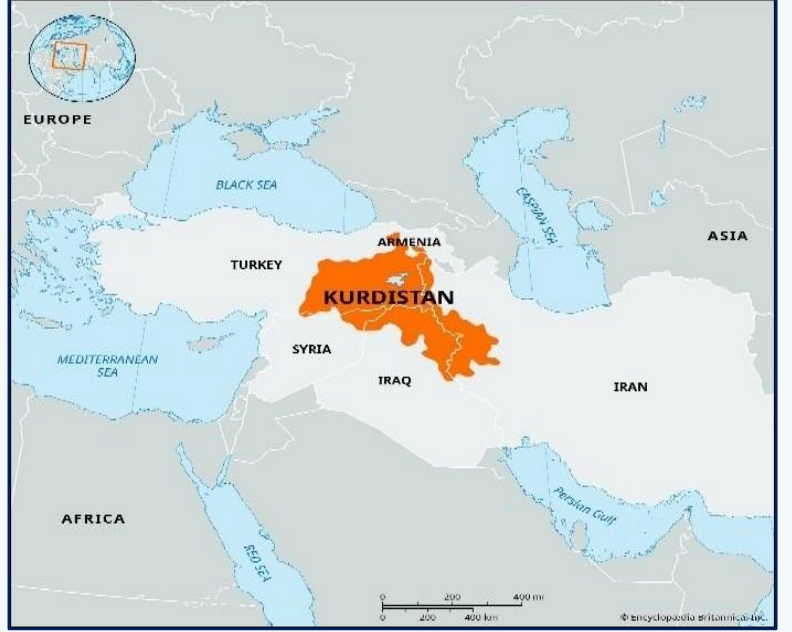 EUROPE
BLACK SEA
CASPIAN SEA
ASIA
ARMENIA
TURKEY
KURDISTAN
SYRIA
MEDITERRANEAN
SEA
IRAQ
IRAN
AFRICA
Persian Gulf
RED SEA
0 200 400 mi
0 200 400 km
© Encyclopædia Britannica, Inc.